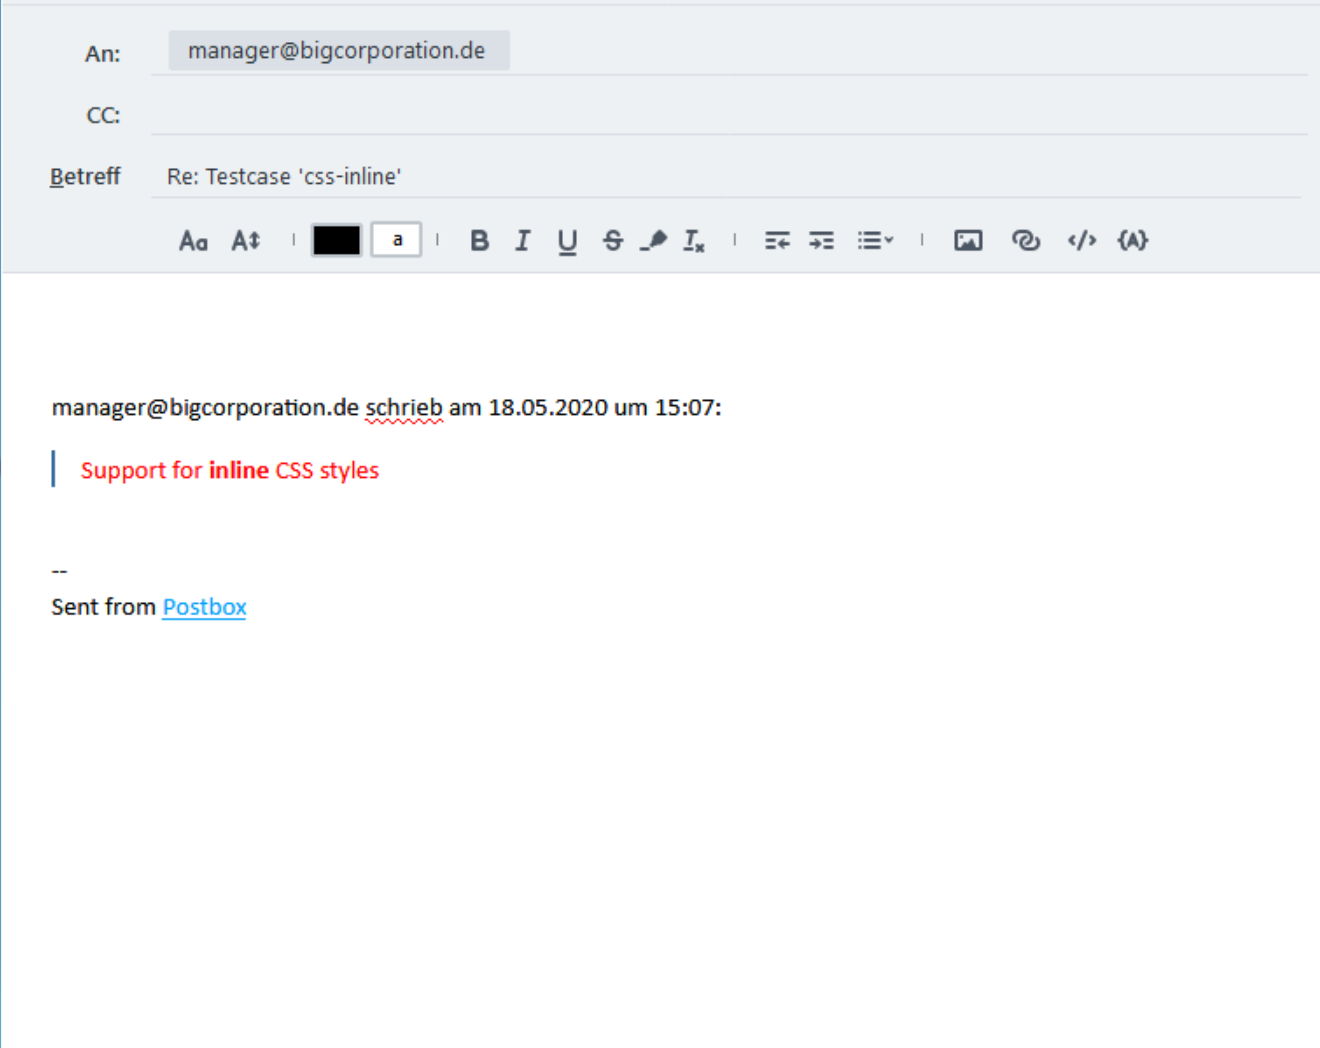 An: manager@bigcorporation.de
CC:
Betreff Re: Testcase 'css-inline'
Aa A a B I U S Ix </> {A}
manager@bigcorporation.de schrieb am 18.05.2020 um 15:07:
Support for inline CSS styles
--
Sent from Postbox